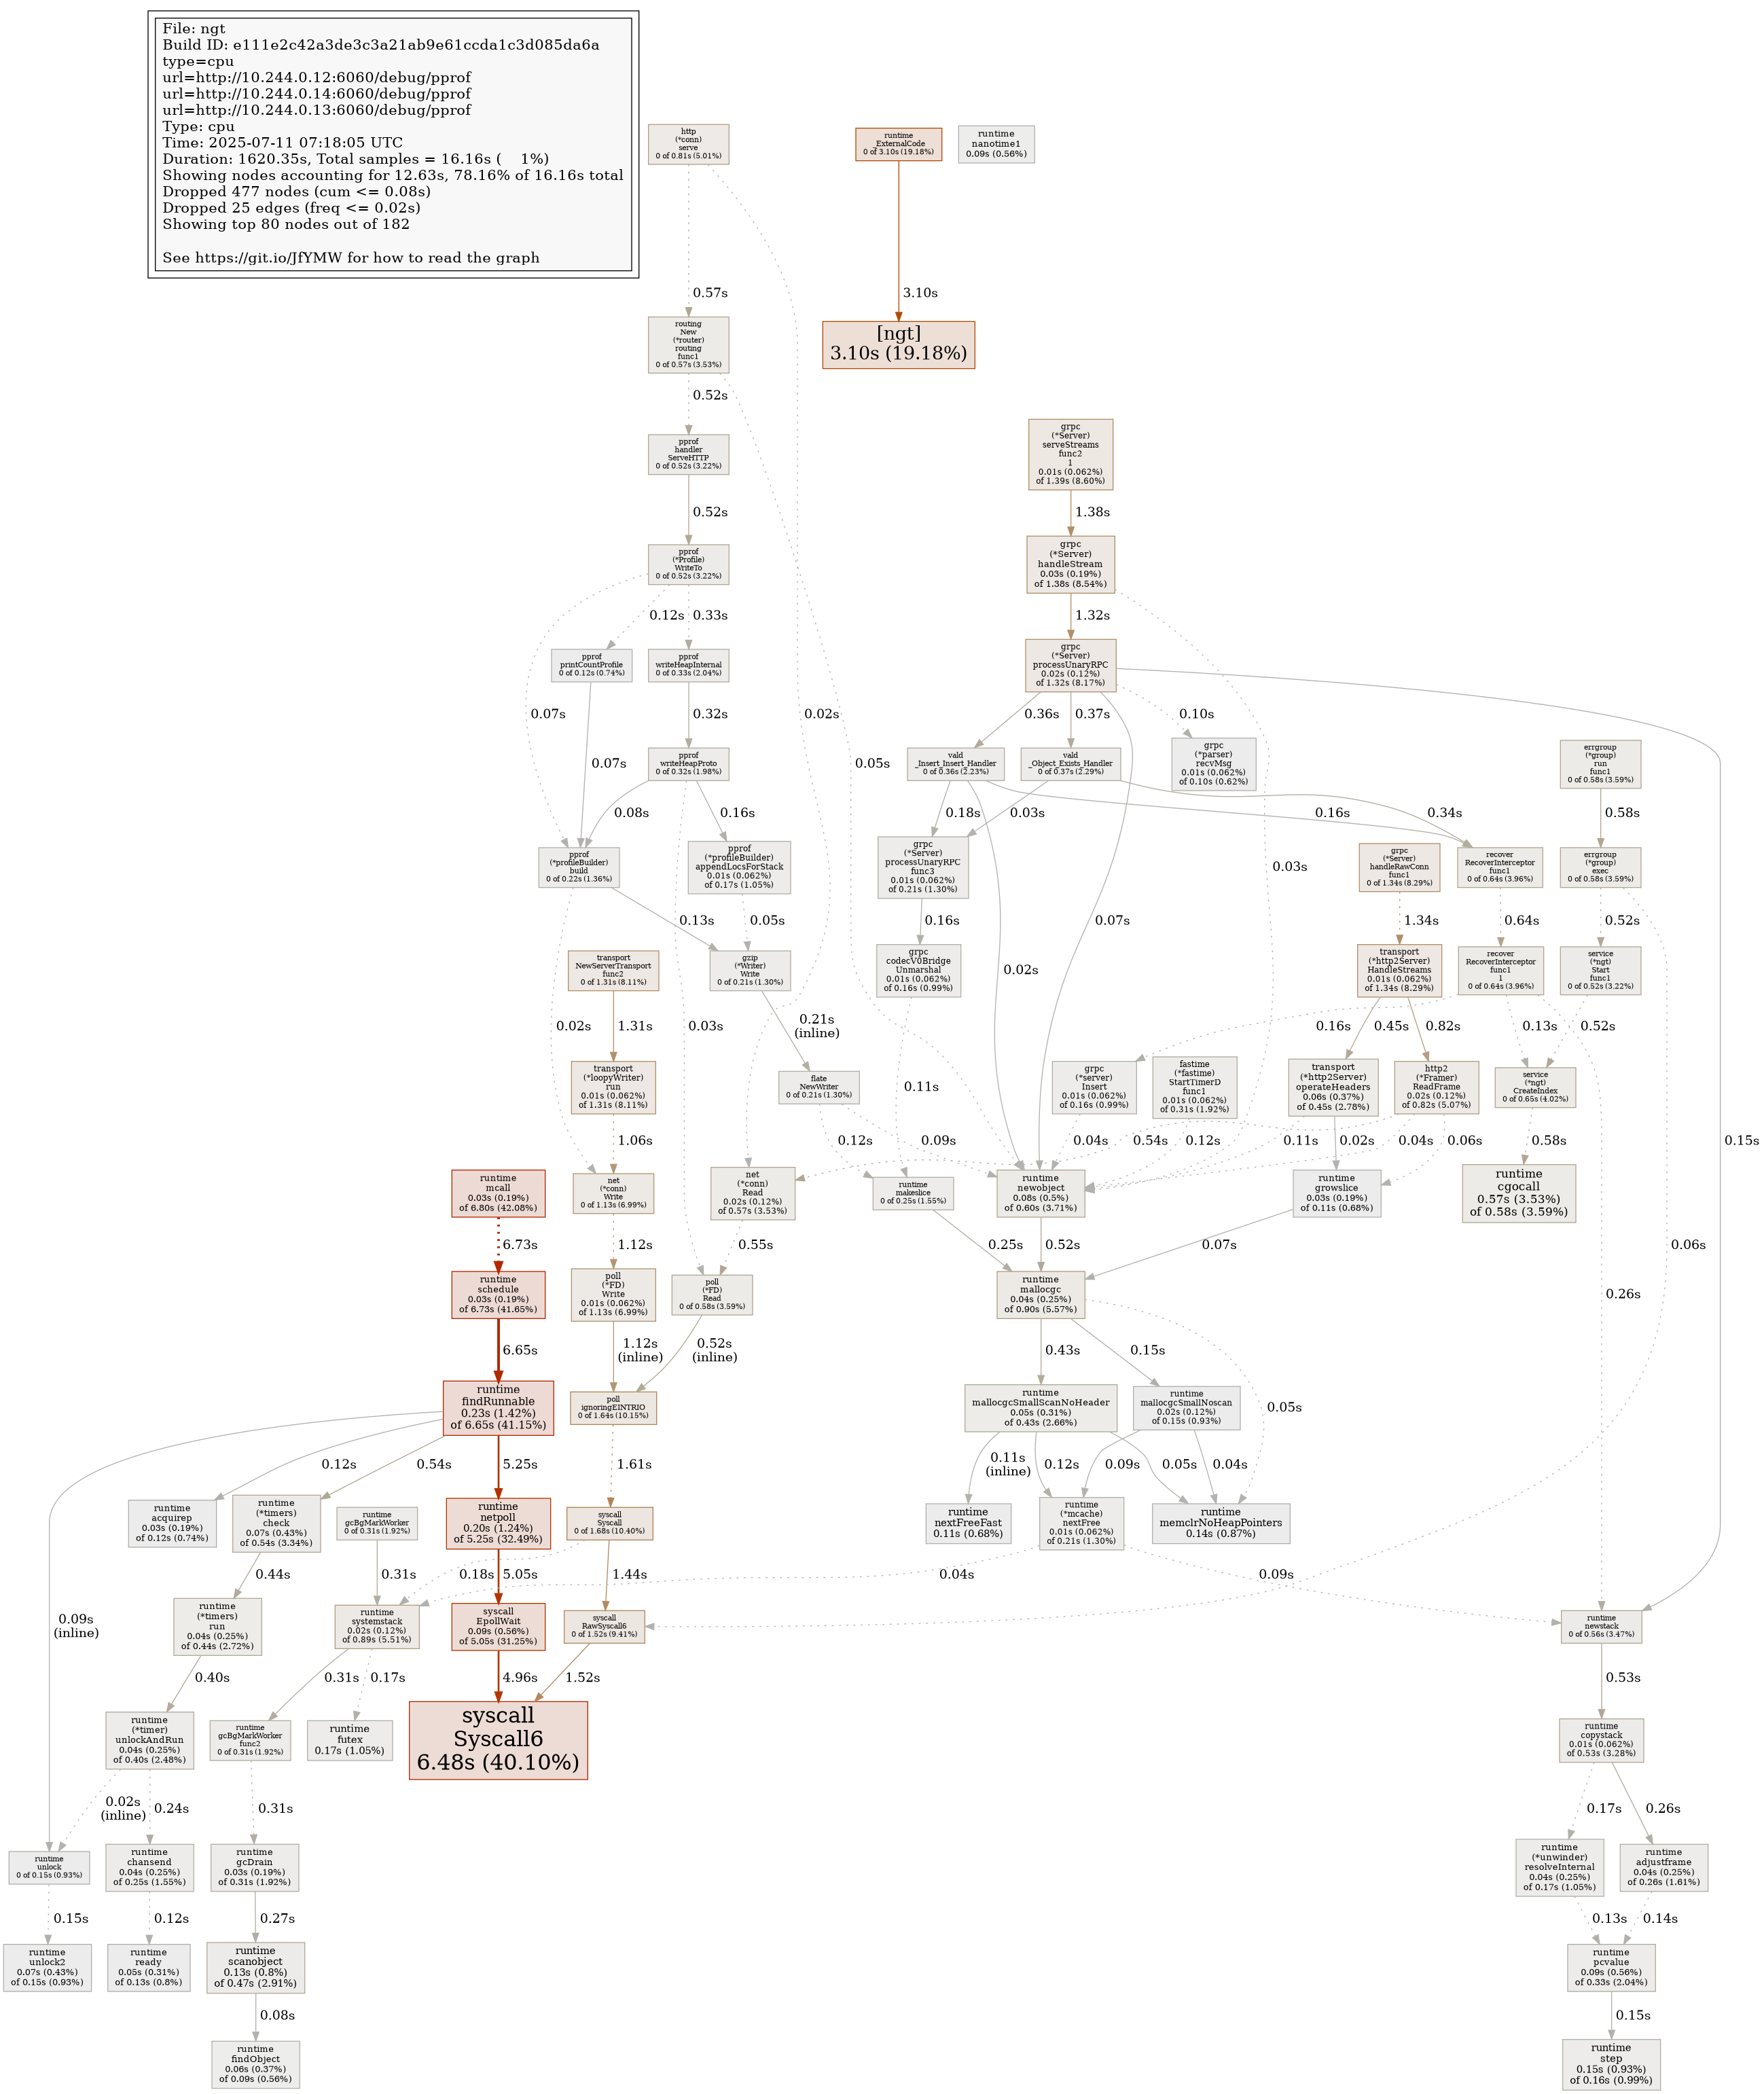 File: ngt
Build ID: e111e2c42a3de3c3a21ab9e61ccda1c3d085da6a
type=cpu
url=http://10.244.0.12:6060/debug/pprof
url=http://10.244.0.14:6060/debug/pprof
url=http://10.244.0.13:6060/debug/pprof
Type: cpu
Time: 2025-07-11 07:18:05 UTC
Duration: 1620.35s, Total samples = 16.16s ( 1%)
Showing nodes accounting for 12.63s, 78.16% of 16.16s total
Dropped 477 nodes (cum <= 0.08s)
Dropped 25 edges (freq <= 0.02s)
Showing top 80 nodes out of 182
See https://git.io/JfYMW for how to read the graph
http
(*conn)
serve
0 of 0.81s (5.01%)
runtime
_ExternalCode
0 of 3.10s (19.18%)
runtime
nanotime1
0.09s (0.56%)
0.57s
3.10s
routing
New
(*router)
routing
func1
0 of 0.57s (3.53%)
[ngt]
3.10s (19.18%)
0.52s
pprof
handler
ServeHTTP
0 of 0.52s (3.22%)
grpc
(*Server)
serveStreams
func2
1
0.01s (0.062%)
of 1.39s (8.60%)
0.52s
1.38s
pprof
(*Profile)
WriteTo
0 of 0.52s (3.22%)
grpc
(*Server)
handleStream
0.03s (0.19%)
of 1.38s (8.54%)
0.12s
0.33s
1.32s
pprof
printCountProfile
0 of 0.12s (0.74%)
pprof
writeHeapInternal
0 of 0.33s (2.04%)
grpc
(*Server)
processUnaryRPC
0.02s (0.12%)
of 1.32s (8.17%)
0.07s
0.32s
0.02s
0.36s
0.37s
0.10s
pprof
writeHeapProto
0 of 0.32s (1.98%)
vald
_Insert_Insert_Handler
0 of 0.36s (2.23%)
vald
_Object_Exists_Handler
0 of 0.37s (2.29%)
grpc
(*parser)
recvMsg
0.01s (0.062%)
of 0.10s (0.62%)
errgroup
(*group)
run
func1
0 of 0.58s (3.59%)
0.07s
0.05s
0.08s
0.16s
0.18s
0.03s
0.16s
0.34s
0.58s
pprof
(*profileBuilder)
build
0 of 0.22s (1.36%)
pprof
(*profileBuilder)
appendLocsForStack
0.01s (0.062%)
of 0.17s (1.05%)
grpc
(*Server)
processUnaryRPC
func3
0.01s (0.062%)
of 0.21s (1.30%)
grpc
(*Server)
handleRawConn
func1
0 of 1.34s (8.29%)
recover
RecoverInterceptor
func1
0 of 0.64s (3.96%)
errgroup
(*group)
exec
0 of 0.58s (3.59%)
0.03s
0.13s
0.05s
0.16s
0.07s
1.34s
0.64s
0.52s
transport
NewServerTransport
func2
0 of 1.31s (8.11%)
gzip
(*Writer)
Write
0 of 0.21s (1.30%)
grpc
codecV0Bridge
Unmarshal
0.01s (0.062%)
of 0.16s (0.99%)
0.02s
transport
(*http2Server)
HandleStreams
0.01s (0.062%)
of 1.34s (8.29%)
recover
RecoverInterceptor
func1
1
0 of 0.64s (3.96%)
service
(*ngt)
Start
func1
0 of 0.52s (3.22%)
0.02s
1.31s
0.03s
0.21s
(inline)
0.16s
0.45s
0.82s
0.13s
0.52s
transport
(*loopyWriter)
run
0.01s (0.062%)
of 1.31s (8.11%)
flate
NewWriter
0 of 0.21s (1.30%)
0.11s
grpc
(*server)
Insert
0.01s (0.062%)
of 0.16s (0.99%)
fastime
(*fastime)
StartTimerD
func1
0.01s (0.062%)
of 0.31s (1.92%)
transport
(*http2Server)
operateHeaders
0.06s (0.37%)
of 0.45s (2.78%)
http2
(*Framer)
ReadFrame
0.02s (0.12%)
of 0.82s (5.07%)
service
(*ngt)
CreateIndex
0 of 0.65s (4.02%)
0.15s
1.06s
0.12s
0.09s
0.04s
0.54s
0.12s
0.11s
0.02s
0.04s
0.06s
0.58s
runtime
mcall
0.03s (0.19%)
of 6.80s (42.08%)
net
(*conn)
Write
0 of 1.13s (6.99%)
net
(*conn)
Read
0.02s (0.12%)
of 0.57s (3.53%)
runtime
makeslice
0 of 0.25s (1.55%)
runtime
newobject
0.08s (0.5%)
of 0.60s (3.71%)
runtime
growslice
0.03s (0.19%)
of 0.11s (0.68%)
runtime
cgocall
0.57s (3.53%)
of 0.58s (3.59%)
6.73s
1.12s
0.55s
0.25s
0.52s
0.07s
0.06s
runtime
schedule
0.03s (0.19%)
of 6.73s (41.65%)
poll
(*FD)
Write
0.01s (0.062%)
of 1.13s (6.99%)
poll
(*FD)
Read
0 of 0.58s (3.59%)
runtime
mallocgc
0.04s (0.25%)
of 0.90s (5.57%)
0.26s
6.65s
1.12s
(inline)
0.52s
(inline)
0.43s
0.15s
runtime
findRunnable
0.23s (1.42%)
of 6.65s (41.15%)
poll
ignoringEINTRIO
0 of 1.64s (10.15%)
runtime
mallocgcSmallScanNoHeader
0.05s (0.31%)
of 0.43s (2.66%)
runtime
mallocgcSmallNoscan
0.02s (0.12%)
of 0.15s (0.93%)
0.05s
0.12s
0.54s
5.25s
1.61s
0.11s
(inline)
0.12s
0.09s
0.05s
0.04s
runtime
acquirep
0.03s (0.19%)
of 0.12s (0.74%)
runtime
(*timers)
check
0.07s (0.43%)
of 0.54s (3.34%)
runtime
gcBgMarkWorker
0 of 0.31s (1.92%)
runtime
netpoll
0.20s (1.24%)
of 5.25s (32.49%)
syscall
Syscall
0 of 1.68s (10.40%)
runtime
nextFreeFast
0.11s (0.68%)
runtime
(*mcache)
nextFree
0.01s (0.062%)
of 0.21s (1.30%)
runtime
memclrNoHeapPointers
0.14s (0.87%)
0.44s
0.31s
0.18s
5.05s
1.44s
0.04s
0.09s
0.09s
(inline)
runtime
(*timers)
run
0.04s (0.25%)
of 0.44s (2.72%)
runtime
systemstack
0.02s (0.12%)
of 0.89s (5.51%)
syscall
EpollWait
0.09s (0.56%)
of 5.05s (31.25%)
syscall
RawSyscall6
0 of 1.52s (9.41%)
runtime
newstack
0 of 0.56s (3.47%)
0.40s
0.31s
0.17s
4.96s
1.52s
0.53s
runtime
(*timer)
unlockAndRun
0.04s (0.25%)
of 0.40s (2.48%)
runtime
gcBgMarkWorker
func2
0 of 0.31s (1.92%)
runtime
futex
0.17s (1.05%)
syscall
Syscall6
6.48s (40.10%)
runtime
copystack
0.01s (0.062%)
of 0.53s (3.28%)
0.02s
(inline)
0.24s
0.31s
0.17s
0.26s
runtime
unlock
0 of 0.15s (0.93%)
runtime
chansend
0.04s (0.25%)
of 0.25s (1.55%)
runtime
gcDrain
0.03s (0.19%)
of 0.31s (1.92%)
runtime
(*unwinder)
resolveInternal
0.04s (0.25%)
of 0.17s (1.05%)
runtime
adjustframe
0.04s (0.25%)
of 0.26s (1.61%)
0.15s
0.12s
0.27s
0.13s
0.14s
runtime
unlock2
0.07s (0.43%)
of 0.15s (0.93%)
runtime
ready
0.05s (0.31%)
of 0.13s (0.8%)
runtime
scanobject
0.13s (0.8%)
of 0.47s (2.91%)
runtime
pcvalue
0.09s (0.56%)
of 0.33s (2.04%)
0.08s
0.15s
runtime
findObject
0.06s (0.37%)
of 0.09s (0.56%)
runtime
step
0.15s (0.93%)
of 0.16s (0.99%)